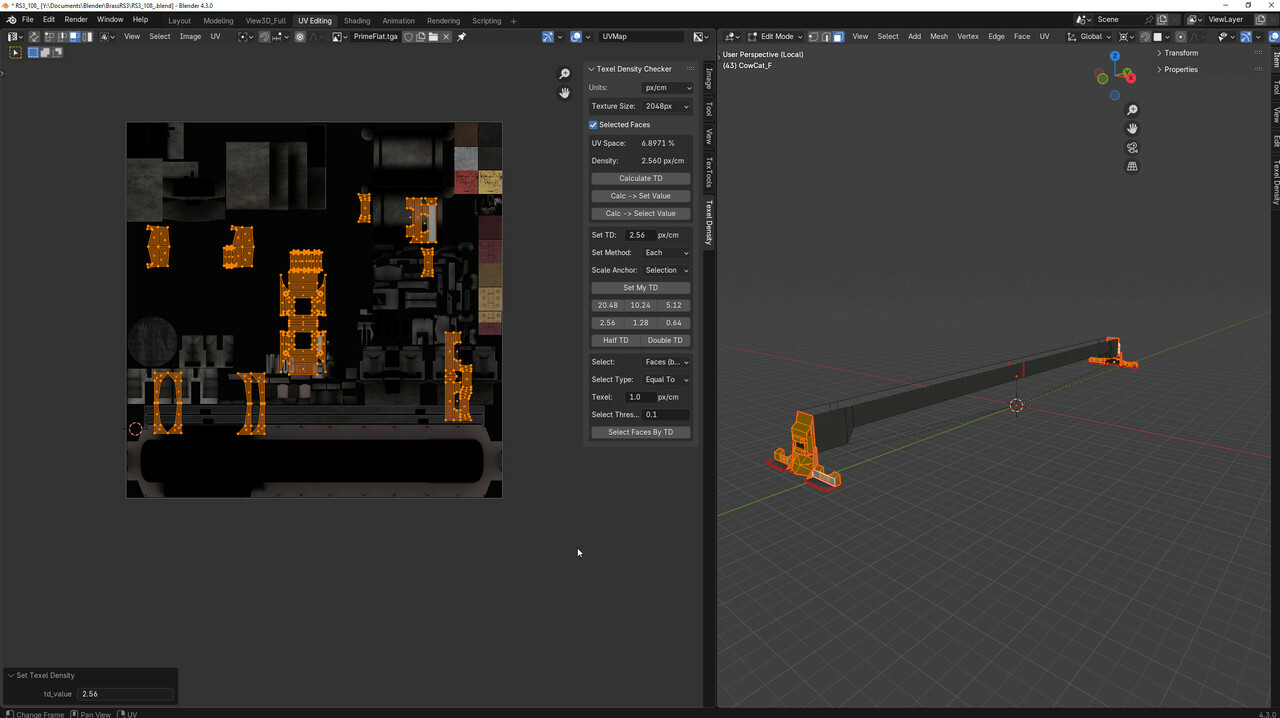 * RS3_108_ [Y:\Documents\Blender\BrassRS3\RS3_108_.blend] - Blender 4.3.0
File Edit Render Window Help Layout Modeling View3D_Full UV Editing Shading Animation Rendering Scripting + Scene ViewLayer
View Select Image UV PrimeFlat.tga UVMap
Edit Mode View Select Add Mesh Vertex Edge Face UV Global
Texel Density Checker
Units: px/cm
Texture Size: 2048px
Selected Faces
UV Space: 6.8971 %
Density: 2.560 px/cm
Calculate TD
Calc -> Set Value
Calc -> Select Value
Set TD: 2.56 px/cm
Set Method: Each
Scale Anchor: Selection
Set My TD
20.48 10.24 5.12
2.56 1.28 0.64
Half TD Double TD
Select: Faces (b...
Select Type: Equal To
Texel: 1.0 px/cm
Select Thres... 0.1
Select Faces By TD
Image
Tool
View
TexTools
Texel Density
User Perspective (Local)
(43) CowCat_F
Z
Y
X
Transform
Properties
Item
Tool
View
Edit
Texel Density
Set Texel Density
td_value 2.56
Change Frame Pan View UV
4.3.0